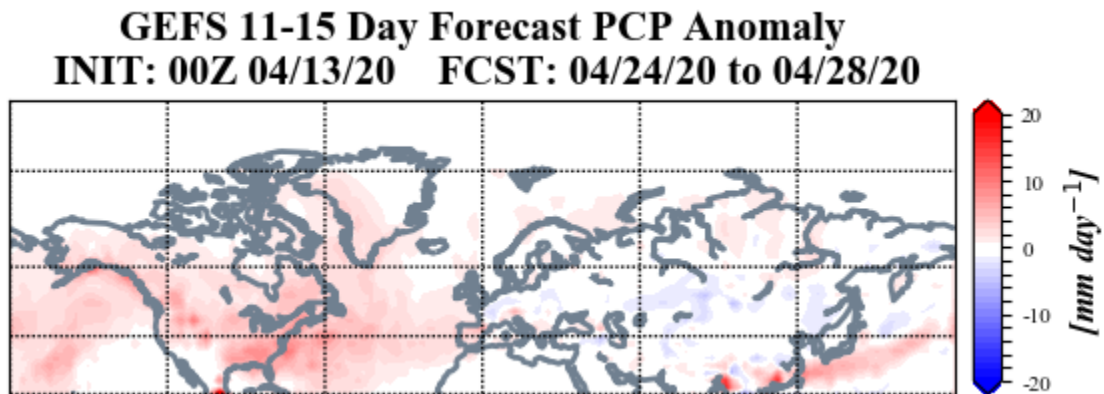 GEFS 11-15 Day Forecast PCP Anomaly
INIT: 00Z 04/13/20 FCST: 04/24/20 to 04/28/20
20
10
0
-10
-20
[mm day−1]